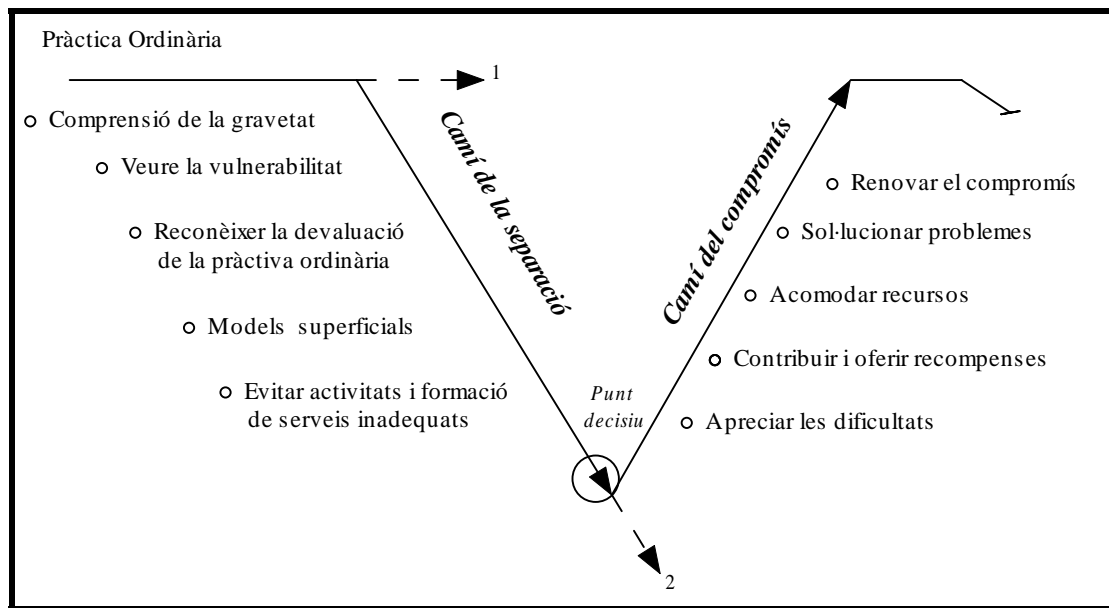 Pràctica Ordinària
1
Comprensió de la gravetat
Veure la vulnerabilitat
Reconèixer la devaluació
de la pràctiva ordinària
Models superficials
Evitar activitats i formació
de serveis inadequats
Camí de la separació
Punt
decisiu
2
Camí del compromís
Renovar el compromís
Sol·lucionar problemes
Acomodar recursos
Contribuir i oferir recompenses
Apreciar les dificultats